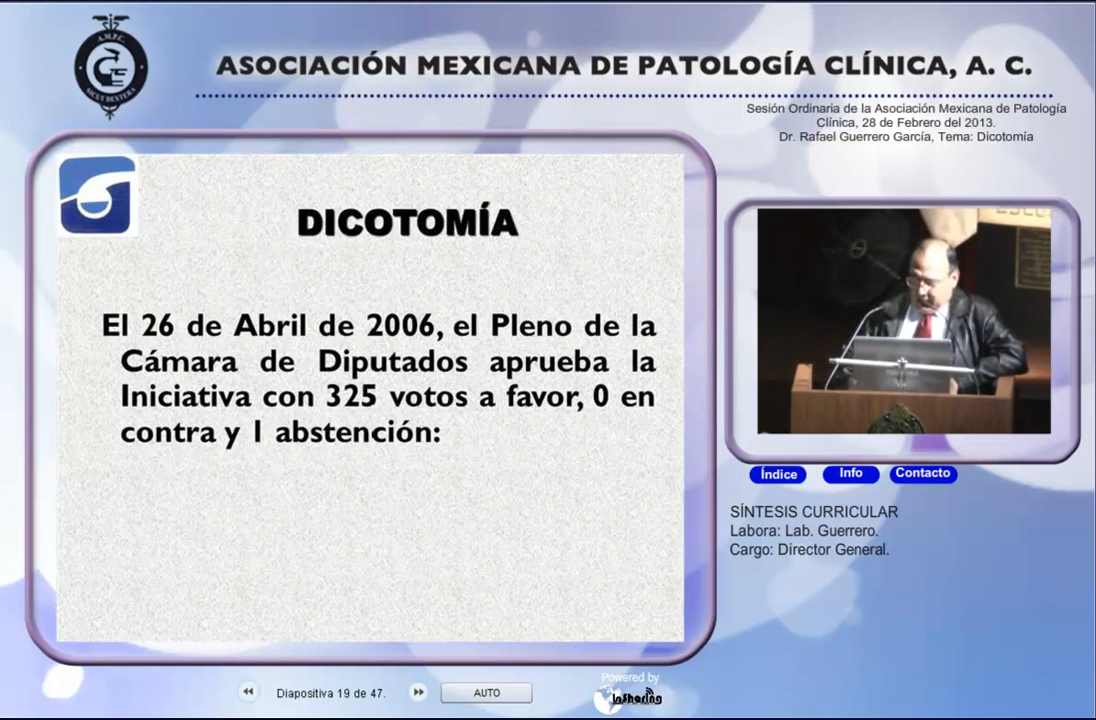 A.M.P.C.
SICUT DEXTERA
ASOCIACIÓN MEXICANA DE PATOLOGÍA CLÍNICA, A. C.
Sesión Ordinaria de la Asociación Mexicana de Patología
Clínica, 28 de Febrero del 2013.
Dr. Rafael Guerrero García, Tema: Dicotomía
DICOTOMÍA
El 26 de Abril de 2006, el Pleno de la
Cámara de Diputados aprueba la
Iniciativa con 325 votos a favor, 0 en
contra y 1 abstención:
Índice Info Contacto
SÍNTESIS CURRICULAR
Labora: Lab. Guerrero.
Cargo: Director General.
Diapositiva 19 de 47. AUTO
Powered by
InSharing